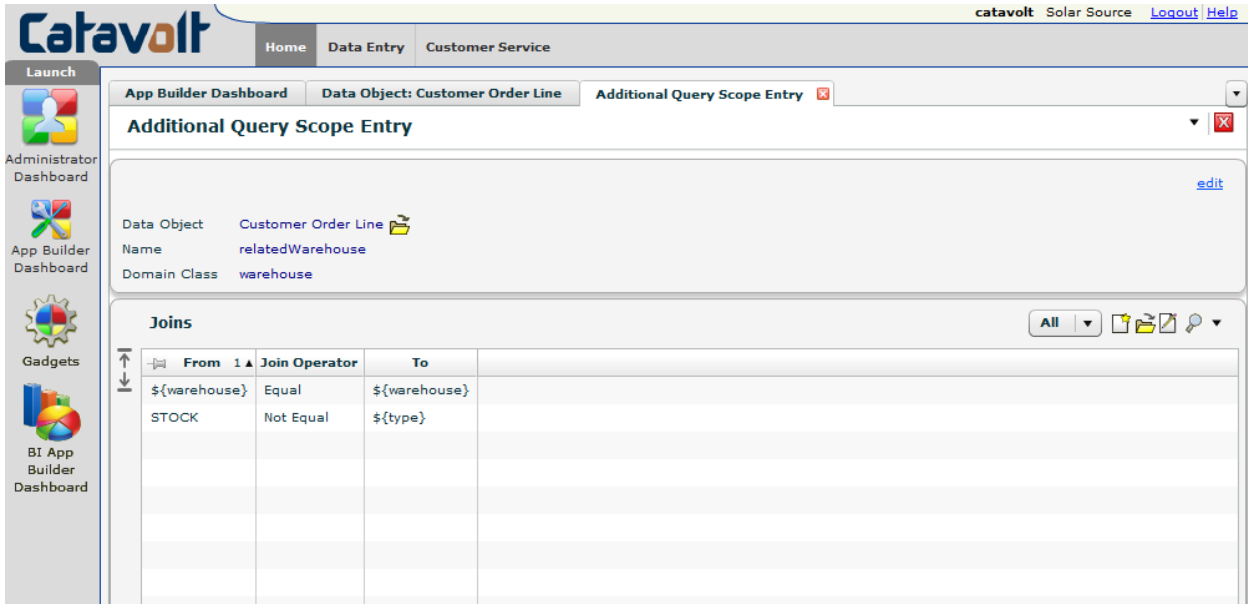 catavolt Solar Source Logout Help
Catavolt
Home Data Entry Customer Service
Launch
App Builder Dashboard Data Object: Customer Order Line Additional Query Scope Entry
Additional Query Scope Entry
Administrator
Dashboard
edit
Data Object Customer Order Line
App Builder
Dashboard
Name relatedWarehouse
Domain Class warehouse
Joins
All
Gadgets
From 1 Join Operator To
${warehouse} Equal ${warehouse}
STOCK Not Equal ${type}
BI App
Builder
Dashboard